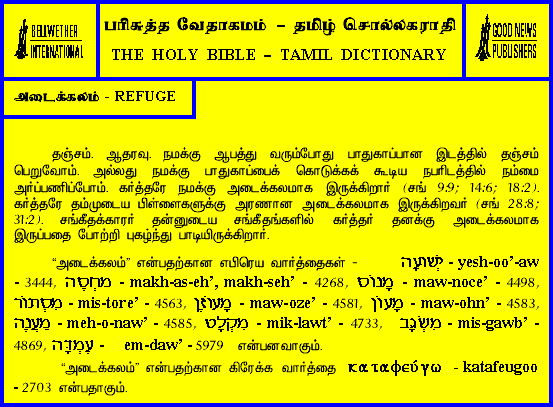 BELLWETHER
INTERNATIONAL
பரிசுத்த வேதாகமம் – தமிழ் சொல்லகராதி
THE HOLY BIBLE – TAMIL DICTIONARY
GOOD NEWS
PUBLISHERS
அடைக்கலம் - REFUGE
தஞ்சம். ஆதரவு. நமக்கு ஆபத்து வரும்போது பாதுகாப்பான இடத்தில் தஞ்சம்
பெறுவோம். அல்லது நமக்கு பாதுகாப்பைக் கொடுக்கக் கூடிய நபரிடத்தில் நம்மை
அர்ப்பணிப்போம். கர்த்தரே நமக்கு அடைக்கலமாக இருக்கிறார் (சங் 9:9; 14:6; 18:2).
கர்த்தரே தம்முடைய பிள்ளைகளுக்கு அரணான அடைக்கலமாக இருக்கிறவர் (சங் 28:8;
31:2). சங்கீதக்காரர் தன்னுடைய சங்கீதங்களில் கர்த்தர் தனக்கு அடைக்கலமாக
இருப்பதை போற்றி புகழ்ந்து பாடியிருக்கிறார்.
“அடைக்கலம்” என்பதற்கான எபிரெய வார்த்தைகள் - יְשׁוּעָה - yesh-oo'-aw
- 3444, מַחְסֶה - makh-as-eh', makh-seh' - 4268, מָנוֹס - maw-noce' - 4498,
מִסְתּוֹר - mis-tore' - 4563, מָעוֹזֶן - maw-oze' - 4581, מָעוֹן - maw-ohn' - 4583,
מְעֹנָה - meh-o-naw' - 4585, מִקְלָט - mik-lawt' - 4733, מִשְׂגָּב - mis-gawb' -
4869, עֶמְדָּה - em-daw' - 5979 என்பனவாகும்.
“அடைக்கலம்” என்பதற்கான கிரேக்க வார்த்தை καταφεύγω - katafeugoo
- 2703 என்பதாகும்.